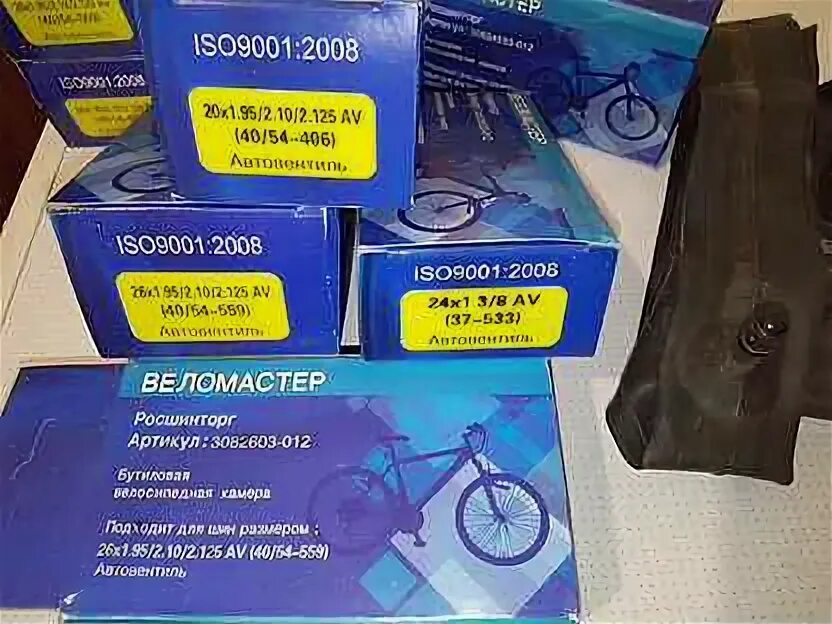 ISO9001:2008
20x1.95/2.10/2.125 AV
(40/54-406)
Автовентиль
ISO9001:2008
ISO9001:2008
26x1.95/2.10/2.125 AV
(40/54-559)
Автовентиль
ISO9001:2008
24x1 3/8 AV
(37-533)
Автовентиль
ВЕЛОМАСТЕР
Росшинторг
Артикул: 3082603-012
Бутиловая
велосипедная камера
Подходит для шин размером:
26x1.95/2.10/2.125 AV (40/54-559)
Автовентиль